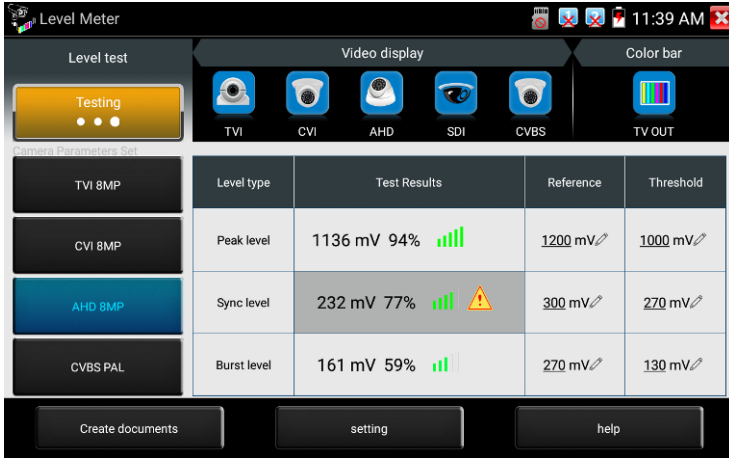 Level Meter
11:39 AM
Level test
Video display
Color bar
Testing
TVI
CVI
AHD
SDI
CVBS
TV OUT
Camera Parameters Set
TVI 8MP
CVI 8MP
AHD 8MP
CVBS PAL
Level type
Test Results
Reference
Threshold
Peak level
1136 mV 94%
1200 mV
1000 mV
Sync level
232 mV 77%
300 mV
270 mV
Burst level
161 mV 59%
270 mV
130 mV
Create documents
setting
help